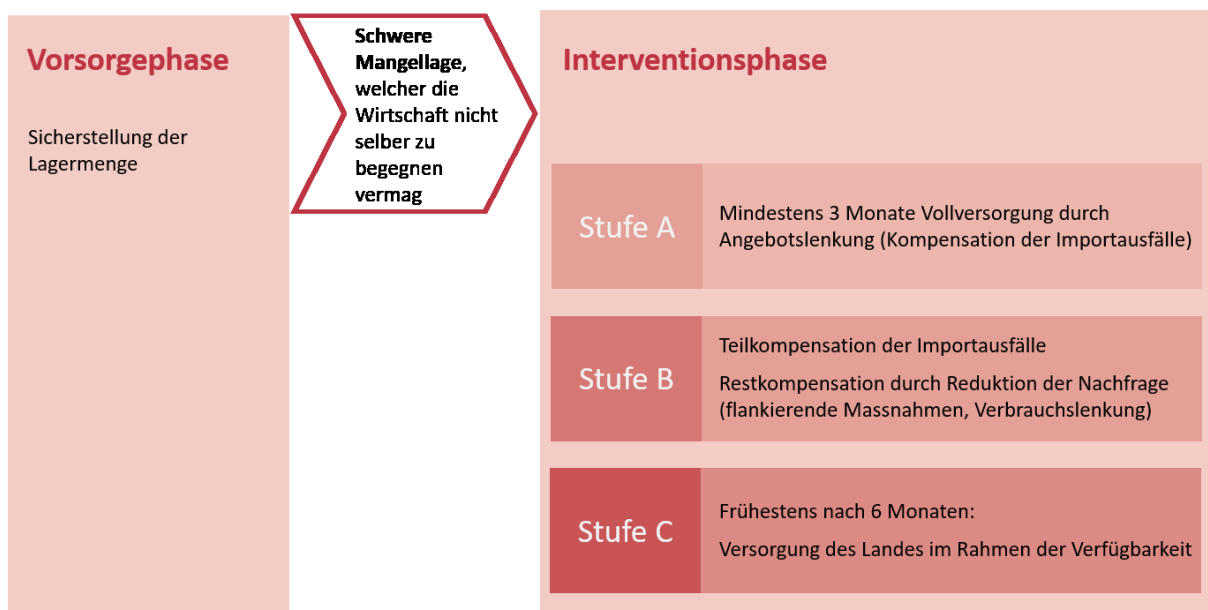 Vorsorgephase
Sicherstellung der
Lagermenge
Schwere
Mangellage,
welcher die
Wirtschaft nicht
selber zu
begegnen
vermag
Interventionsphase
Stufe A
Mindestens 3 Monate Vollversorgung durch
Angebotslenkung (Kompensation der Importausfälle)
Stufe B
Teilkompensation der Importausfälle
Restkompensation durch Reduktion der Nachfrage
(flankierende Massnahmen, Verbrauchslenkung)
Stufe C
Frühestens nach 6 Monaten:
Versorgung des Landes im Rahmen der Verfügbarkeit